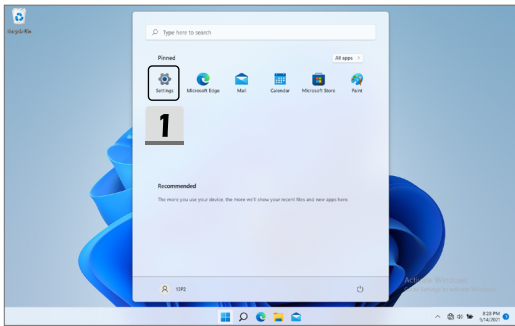 Recycle Bin
Type here to search
Pinned
All apps >
Settings
Microsoft Edge
Mail
Calendar
Microsoft Store
Paint
1
Recommended
The more you use your device, the more we'll show your recent files and new apps here.
Activate Windows
13P2
8:28 PM
5/14/2021